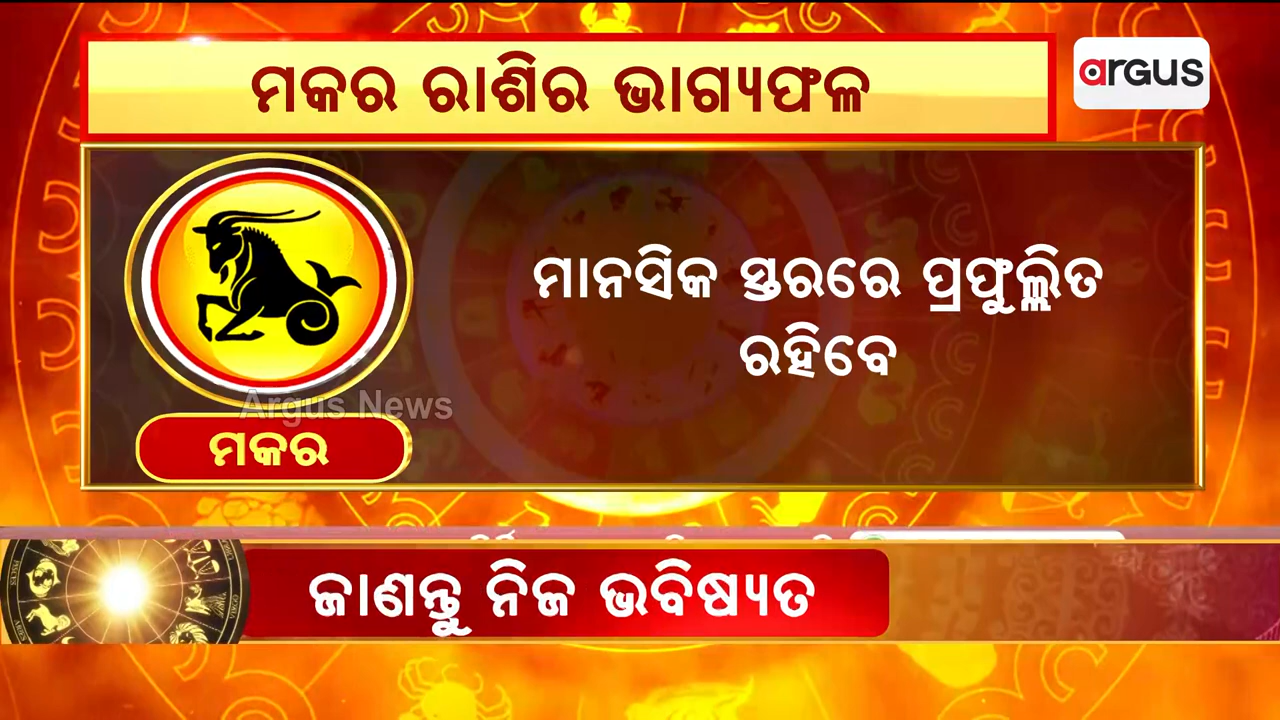 ମକର ରାଶିର ଭାଗ୍ୟଫଳ
argus
ମାନସିକ ସ୍ତରରେ ପ୍ରଫୁଲ୍ଲିତ
ରହିବେ
Argus News
ମକର
ଜାଣନ୍ତୁ ନିଜ ଭବିଷ୍ୟତ